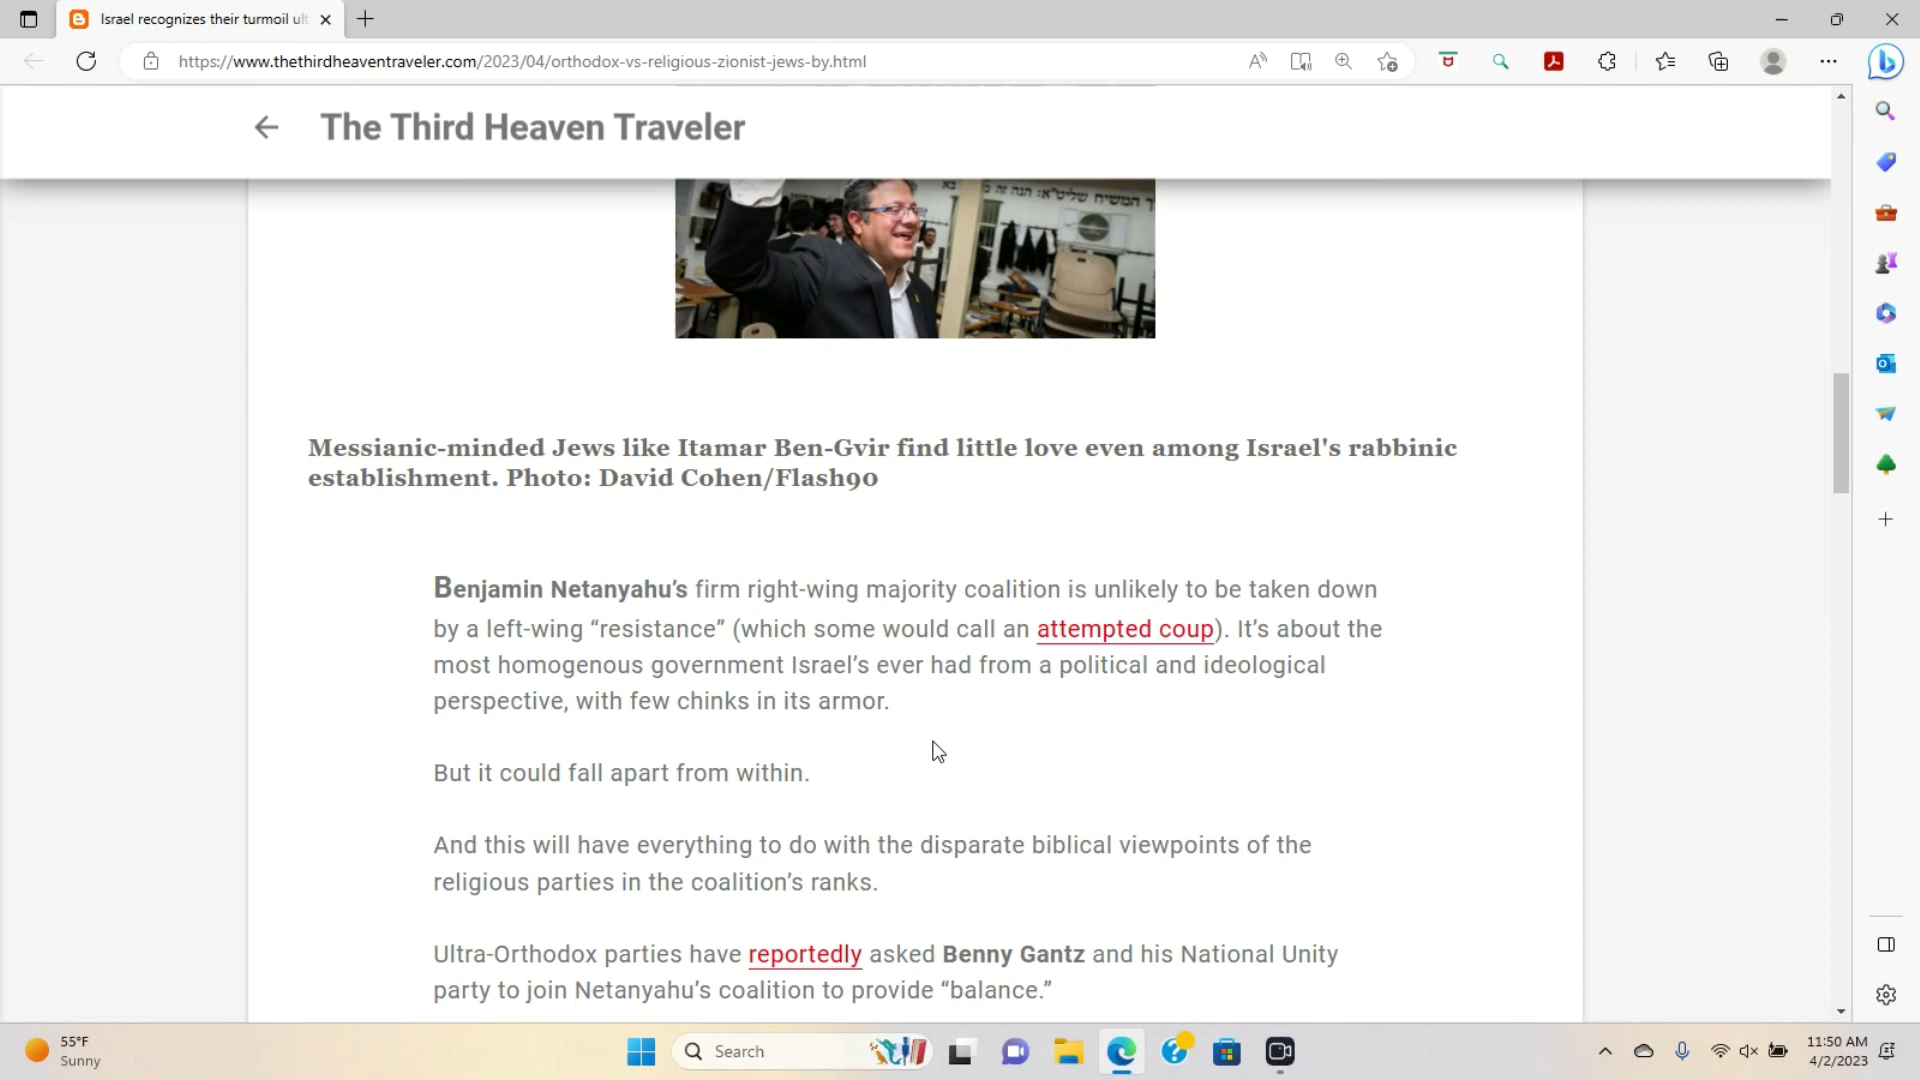 Israel recognizes their turmoil ult
https://www.thethirdheaventraveler.com/2023/04/orthodox-vs-religious-zionist-jews-by.html
The Third Heaven Traveler
המשיח שליט"א: הנה זה
Messianic-minded Jews like Itamar Ben-Gvir find little love even among Israel's rabbinic
establishment. Photo: David Cohen/Flash90
Benjamin Netanyahu’s firm right-wing majority coalition is unlikely to be taken down
by a left-wing “resistance” (which some would call an attempted coup). It’s about the
most homogenous government Israel’s ever had from a political and ideological
perspective, with few chinks in its armor.
But it could fall apart from within.
And this will have everything to do with the disparate biblical viewpoints of the
religious parties in the coalition’s ranks.
Ultra-Orthodox parties have reportedly asked Benny Gantz and his National Unity
party to join Netanyahu’s coalition to provide “balance.”
55°F
Sunny
Search
11:50 AM
4/2/2023